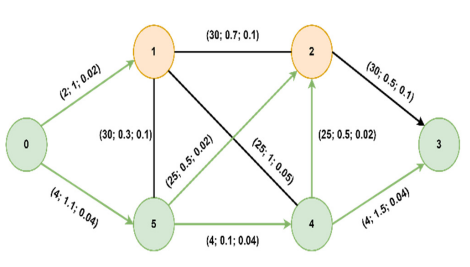 (30; 0.7; 0.1)
1
2
(2; 1; 0.02)
(30; 0.5; 0.1)
(30; 0.3; 0.1)
(25; 0.5; 0.02)
(25; 1; 0.05)
(25; 0.5; 0.02)
0
3
(4; 1.1; 0.04)
(4; 1.5; 0.04)
5
4
(4; 0.1; 0.04)